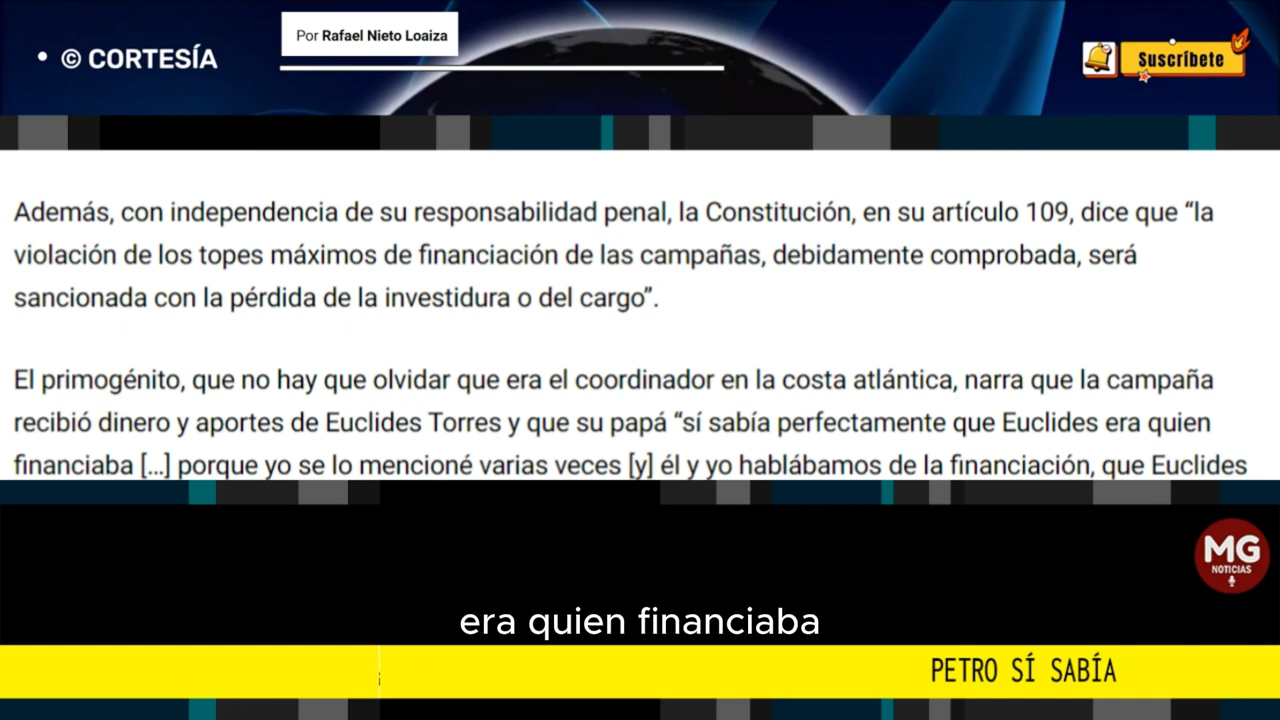 Por Rafael Nieto Loaiza
• © CORTESÍA
Suscríbete
Además, con independencia de su responsabilidad penal, la Constitución, en su artículo 109, dice que “la
violación de los topes máximos de financiación de las campañas, debidamente comprobada, será
sancionada con la pérdida de la investidura o del cargo”.
El primogénito, que no hay que olvidar que era el coordinador en la costa atlántica, narra que la campaña
recibió dinero y aportes de Euclides Torres y que su papá “sí sabía perfectamente que Euclides era quien
financiaba [...] porque yo se lo mencioné varias veces [y] él y yo hablábamos de la financiación, que Euclides
MG
NOTICIAS
era quien financiaba
PETRO SÍ SABÍA